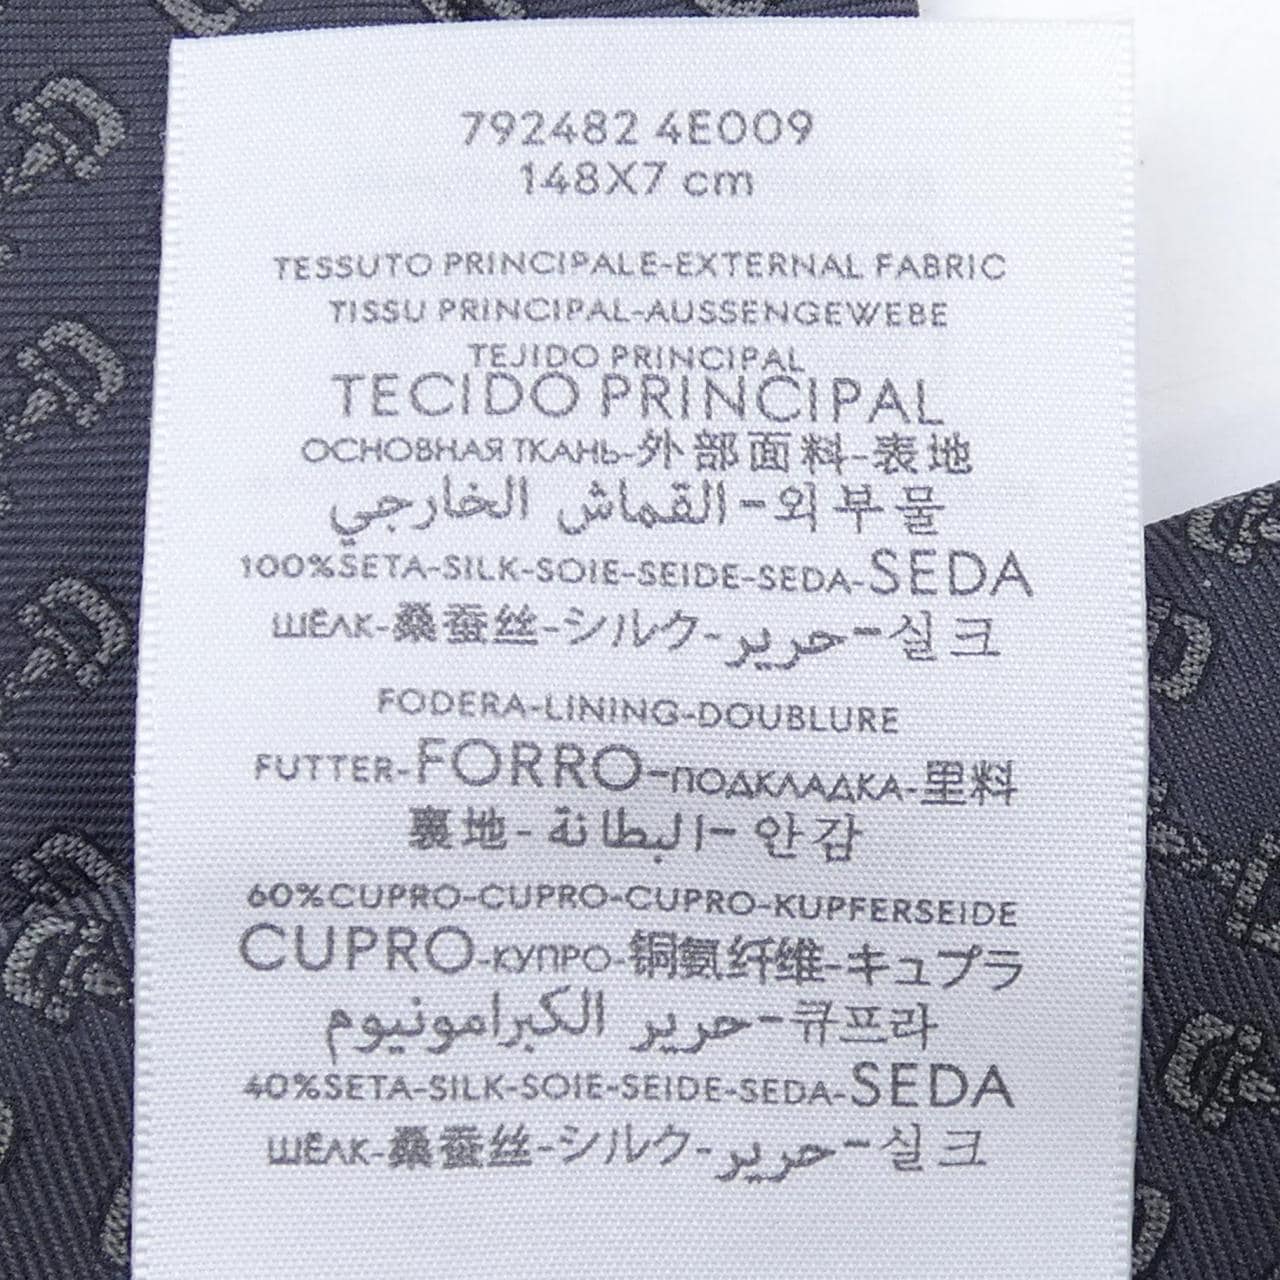 792482 4E009
148X7 cm
TESSUTO PRINCIPALE-EXTERNAL FABRIC
TISSU PRINCIPAL-AUSSENGEWEBE
TEJIDO PRINCIPAL
TECIDO PRINCIPAL
ОСНОВНАЯ ТКАНЬ-外部面料-表地
القماش الخارجي-외부물
100%SETA-SILK-SOIE-SEIDE-SEDA-SEDA
ШЁЛК-桑蚕丝-シルク-حرير-실크
FODERA-LINING-DOUBLURE
FUTTER-FORRO-ПОДКЛАДКА-里料
裏地-البطانة-안감
60%CUPRO-CUPRO-CUPRO-KUPFERSEIDE
CUPRO-КУПРО-铜氨纤维-キュプラ
حرير الكبرامونيوم-큐프라
40%SETA-SILK-SOIE-SEIDE-SEDA-SEDA
ШЁЛК-桑蚕丝-シルク-حرير-실크